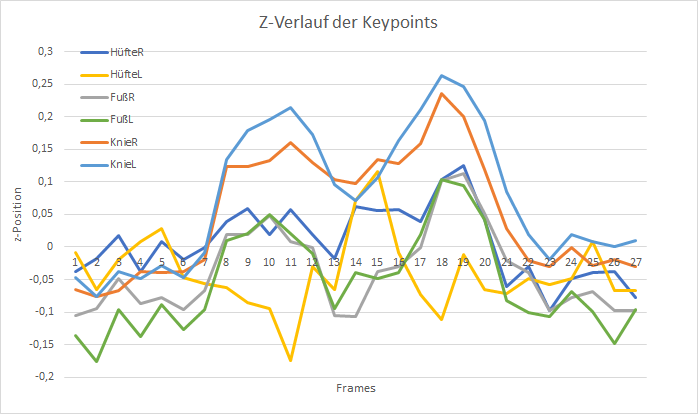 Z-Verlauf der Keypoints
0,3
0,25
0,2
0,15
0,1
0,05
0
-0,05
-0,1
-0,15
-0,2
z-Position
HüfteR
HüfteL
FußR
FußL
KnieR
KnieL
1 2 3 4 5 6 7 8 9 10 11 12 13 14 15 16 17 18 19 20 21 22 23 24 25 26 27
Frames